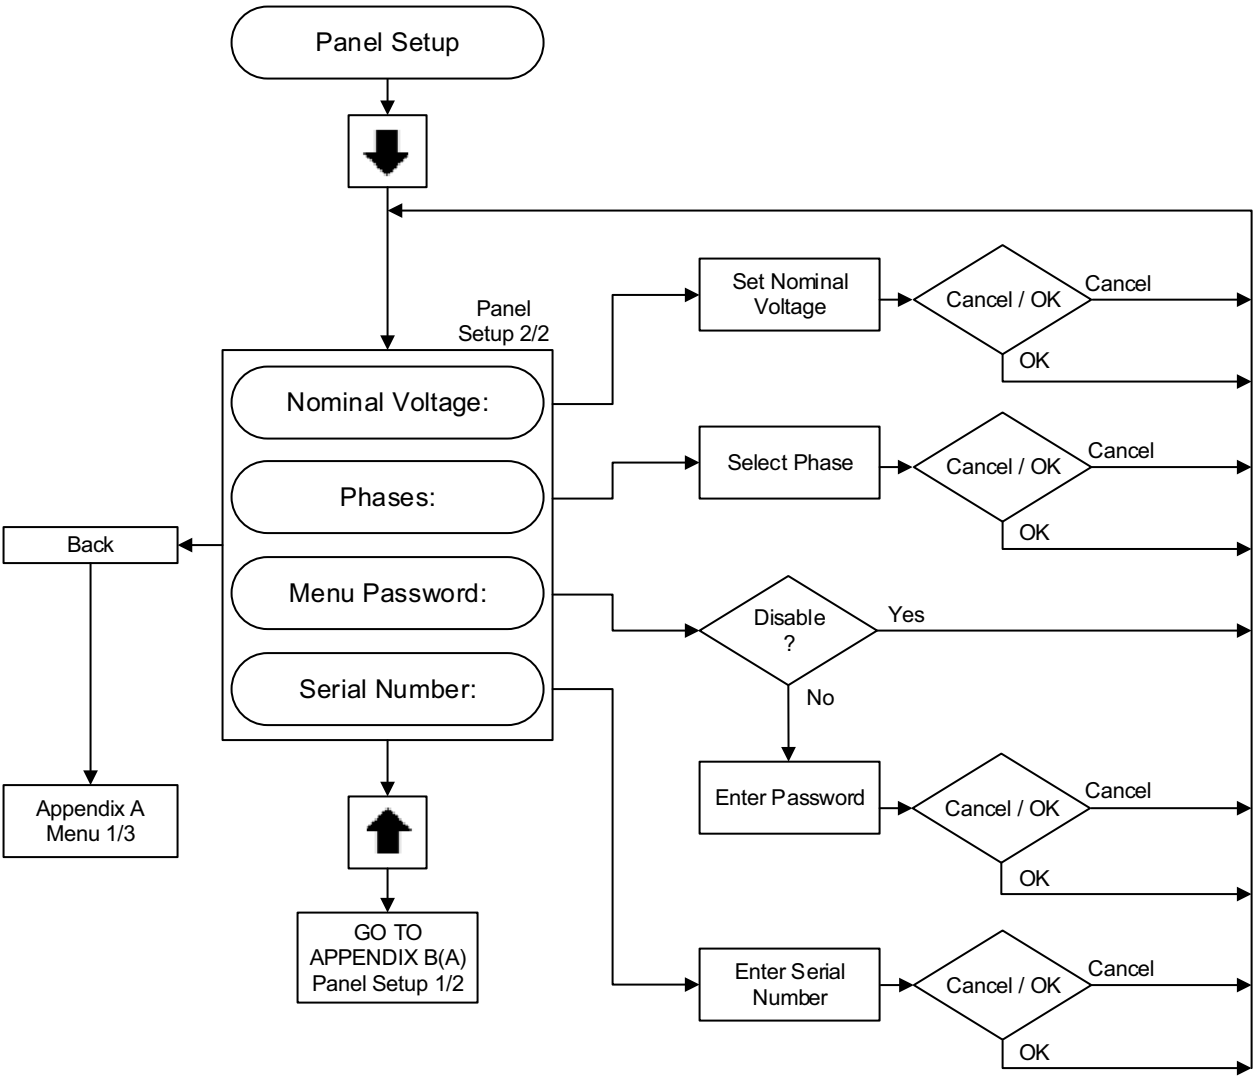 Panel Setup
Panel
Setup 2/2
Nominal Voltage:
Phases:
Menu Password:
Serial Number:
Back
Appendix A
Menu 1/3
GO TO
APPENDIX B(A)
Panel Setup 1/2
Set Nominal
Voltage
Cancel / OK
Cancel
OK
Select Phase
Cancel / OK
Cancel
OK
Disable
?
Yes
No
Enter Password
Cancel / OK
Cancel
OK
Enter Serial
Number
Cancel / OK
Cancel
OK